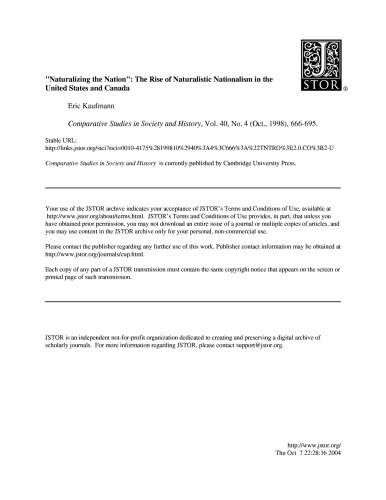 J
STOR
®
"Naturalizing the Nation": The Rise of Naturalistic Nationalism in the
United States and Canada
Eric Kaufmann
Comparative Studies in Society and History, Vol. 40, No. 4 (Oct., 1998), 666-695.
Stable URL:
http://links.jstor.org/sici?sici=0010-4175%28199810%2940%3A4%3C666%3A%22TNTRO%3E2.0.CO%3B2-U
Comparative Studies in Society and History is currently published by Cambridge University Press.
Your use of the JSTOR archive indicates your acceptance of JSTOR's Terms and Conditions of Use, available at
http://www.jstor.org/about/terms.html. JSTOR's Terms and Conditions of Use provides, in part, that unless you
have obtained prior permission, you may not download an entire issue of a journal or multiple copies of articles, and
you may use content in the JSTOR archive only for your personal, non-commercial use.
Please contact the publisher regarding any further use of this work. Publisher contact information may be obtained at
http://www.jstor.org/journals/cup.html.
Each copy of any part of a JSTOR transmission must contain the same copyright notice that appears on the screen or
printed page of such transmission.
JSTOR is an independent not-for-profit organization dedicated to creating and preserving a digital archive of
scholarly journals. For more information regarding JSTOR, please contact support@jstor.org.
http://www.jstor.org/
Thu Oct 7 22:28:16 2004